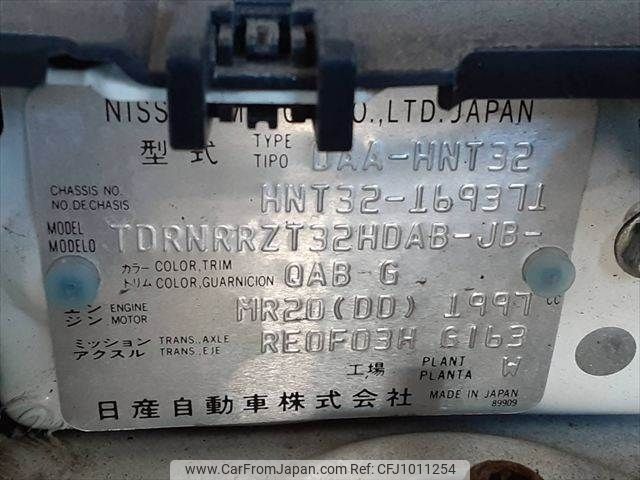 NISS M CO.,LTD. JAPAN
型式 TYPE TIPO DAA-HNT32
CHASSIS NO. NO.DE.CHASIS HNT32-169371
MODEL MODELO TDRNRRZT32HDAB-JB-
カラー COLOR,TRIM トリム COLOR,GUARNICION QAB G
エンジン ENGINE MOTOR MR20(DD) 1997 CC
ミッション TRANS.,AXLE アクスル TRANS.,EJE RE0F03H G163
工場 PLANT PLANTA W
日産自動車株式会社 MADE IN JAPAN
89909
www.CarFromJapan.com | Ref No. CFJ11011254